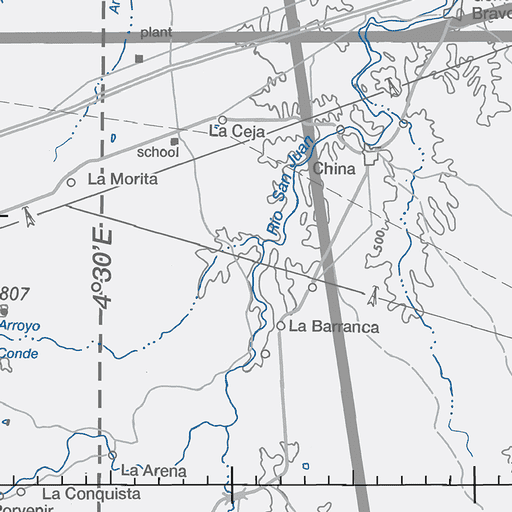 Bravo
plant
La Ceja
school
China
La Morita
Rio San Juan
500
4°30'E
807
Arroyo
Conde
La Barranca
La Arena
La Conquista
Porvenir